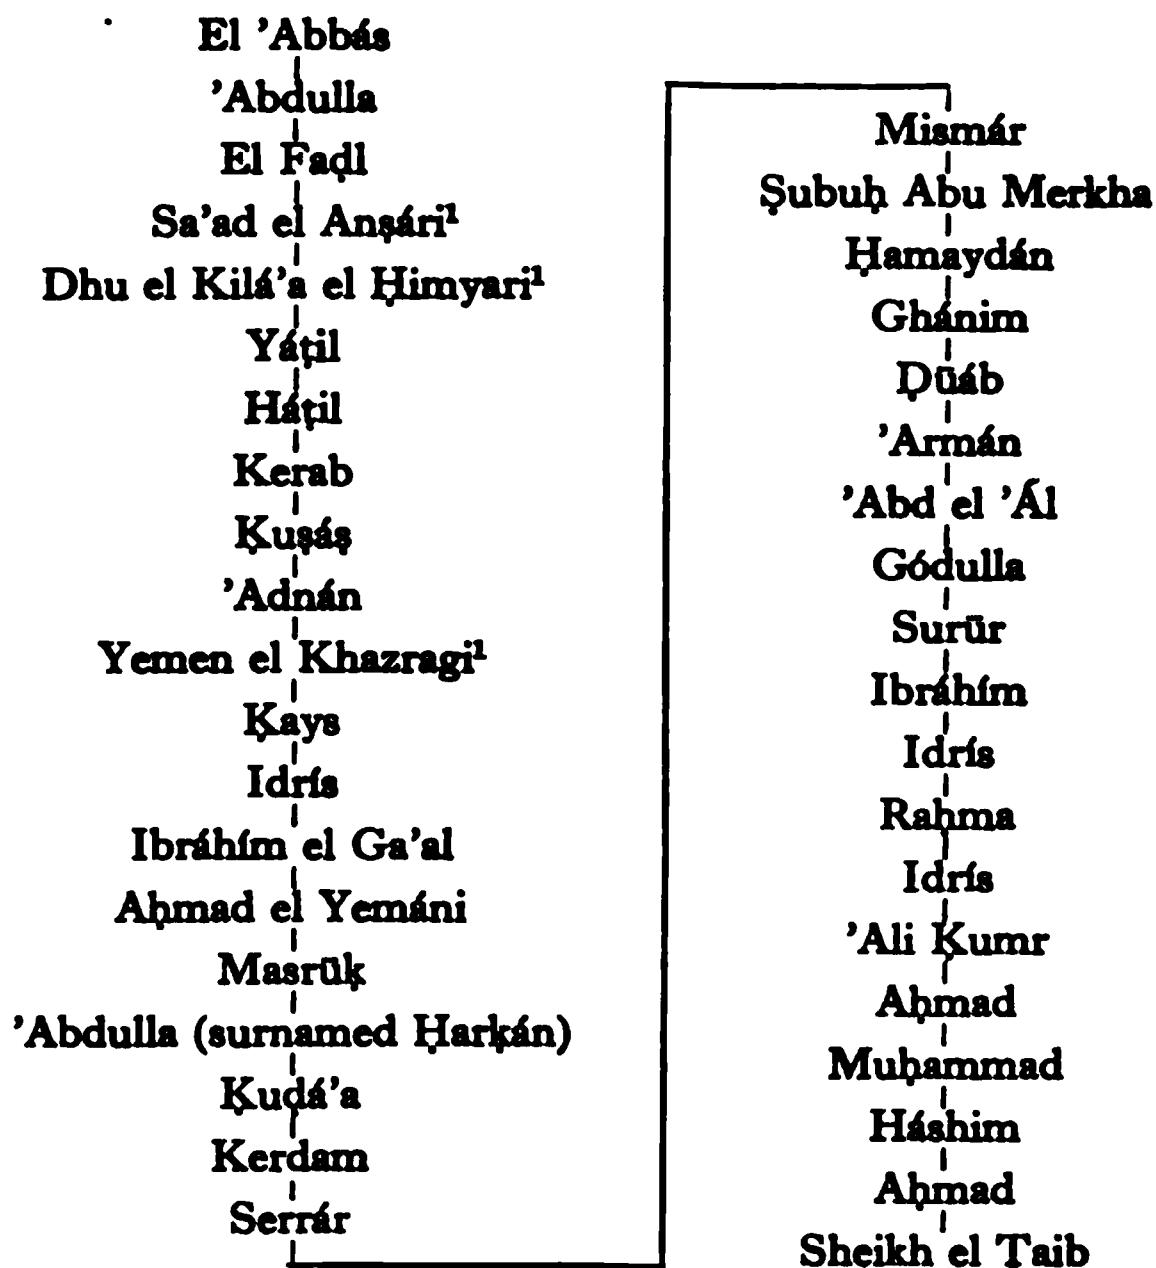 El ’Abbás
’Abdulla
El Faḍl
Sa’ad el Anṣári¹
Dhu el Kilá’a el Ḥimyari¹
Yáṭil
Háṭil
Kerab
Ḳuṣáṣ
’Adnán
Yemen el Khazragi¹
Ḳays
Idrís
Ibráhím el Ga’al
Aḥmad el Yemáni
Masrūḳ
’Abdulla (surnamed Ḥarḳán)
Ḳuḍá’a
Kerdam
Serrár
Mismár
Ṣubuḥ Abu Merkha
Ḥamaydán
Ghánim
Ḍūáb
’Armán
’Abd el ’Ál
Gódulla
Surūr
Ibráhím
Idrís
Raḥma
Idrís
’Ali Ḳumr
Aḥmad
Muḥammad
Háshim
Aḥmad
Sheikh el Taib